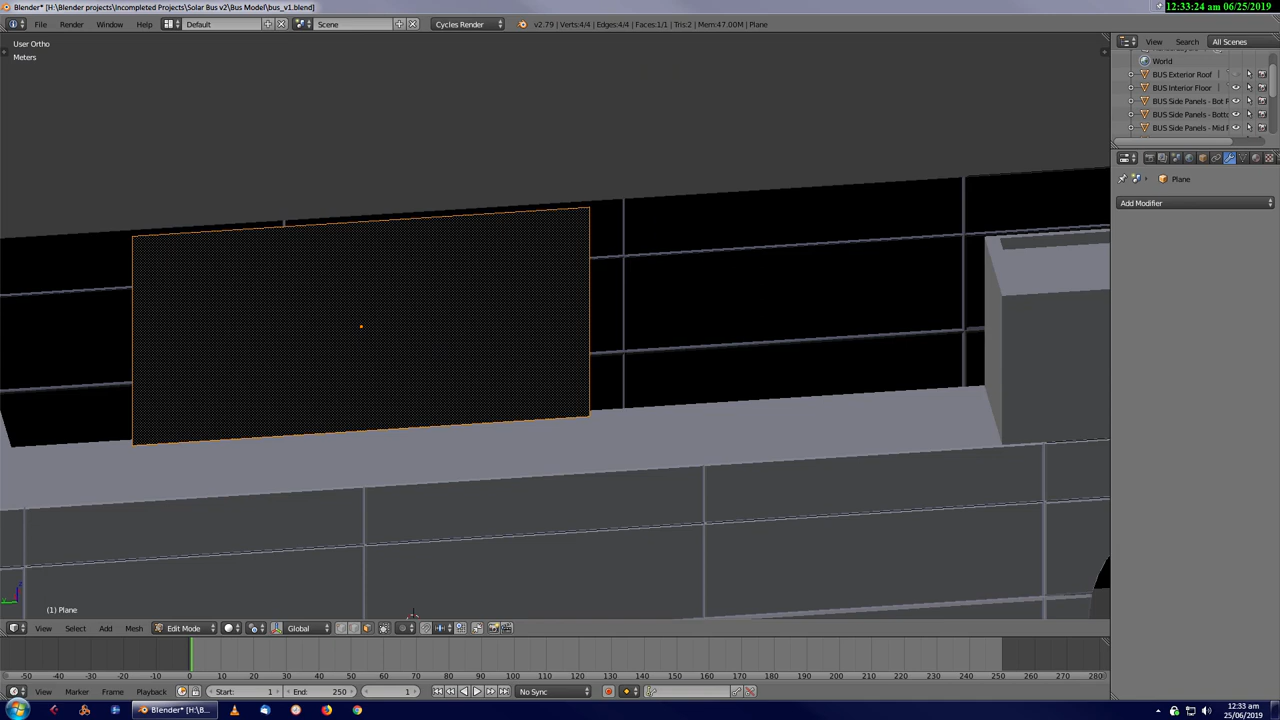 Blender* [H:\Blender projects\Incompleted Projects\Solar Bus v2\Bus Model\bus_v1.blend]
12:33:24 am 06/25/2019
File Render Window Help Default Scene Cycles Render v2.79 | Verts:4/4 | Edges:4/4 | Faces:1/1 | Tris:2 | Mem:47.00M | Plane
User Ortho
Meters
View Search All Scenes
World
BUS Exterior Roof
BUS Interior Floor
BUS Side Panels - Bot
BUS Side Panels - Botto
BUS Side Panels - Mid
Plane
Add Modifier
(1) Plane
View Select Add Mesh Edit Mode Global
-50 -40 -30 -20 -10 0 10 20 30 40 50 60 70 80 90 100 110 120 130 140 150 160 170 180 190 200 210 220 230 240 250 260 270 280
View Marker Frame Playback Start: 1 End: 250 1 No Sync
Blender* [H:\B...
12:33 am
25/06/2019